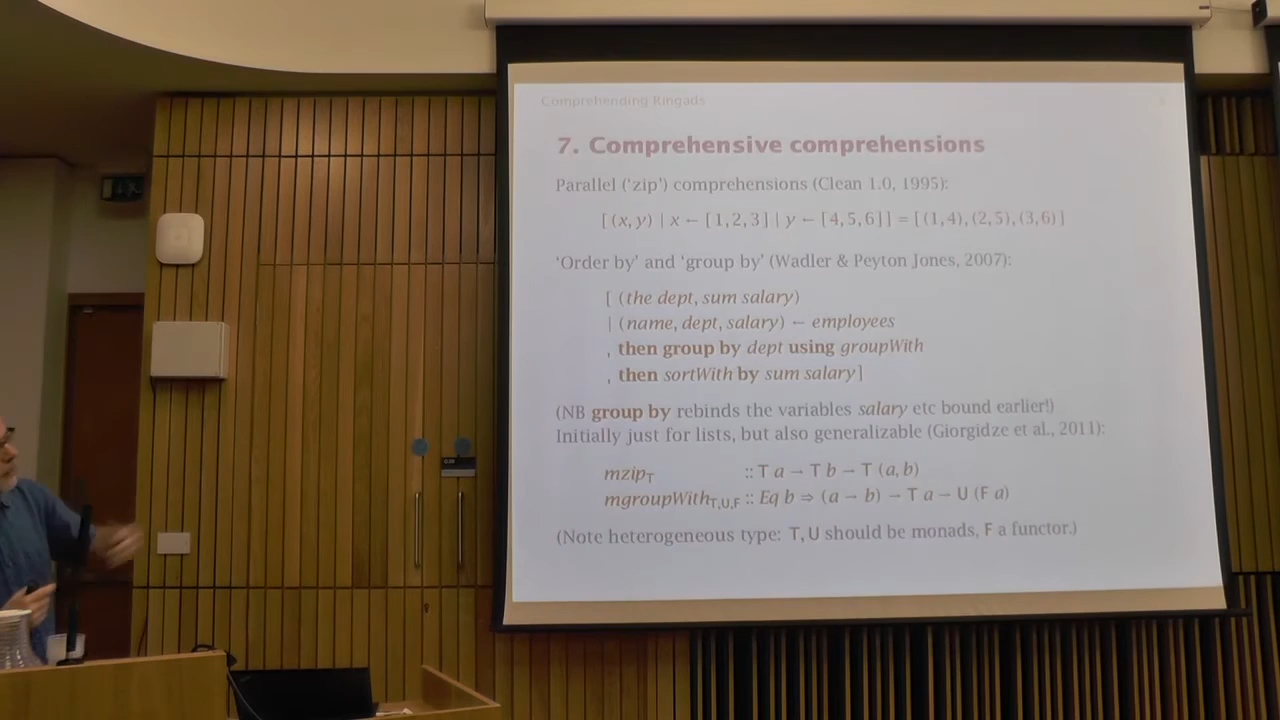 Comprehending Ringads
7. Comprehensive comprehensions
Parallel (‘zip’) comprehensions (Clean 1.0, 1995):
[ (x, y) | x ← [1, 2, 3] | y ← [4, 5, 6] ] = [ (1, 4), (2, 5), (3, 6) ]
‘Order by’ and ‘group by’ (Wadler & Peyton Jones, 2007):
[ (the dept, sum salary)
| (name, dept, salary) ← employees
, then group by dept using groupWith
, then sortWith by sum salary ]
(NB group by rebinds the variables salary etc bound earlier!)
Initially just for lists, but also generalizable (Giorgidze et al., 2011):
mzipT :: T a → T b → T (a, b)
mgroupWithT,U,F :: Eq b ⇒ (a → b) → T a → U (F a)
(Note heterogeneous type: T, U should be monads, F a functor.)